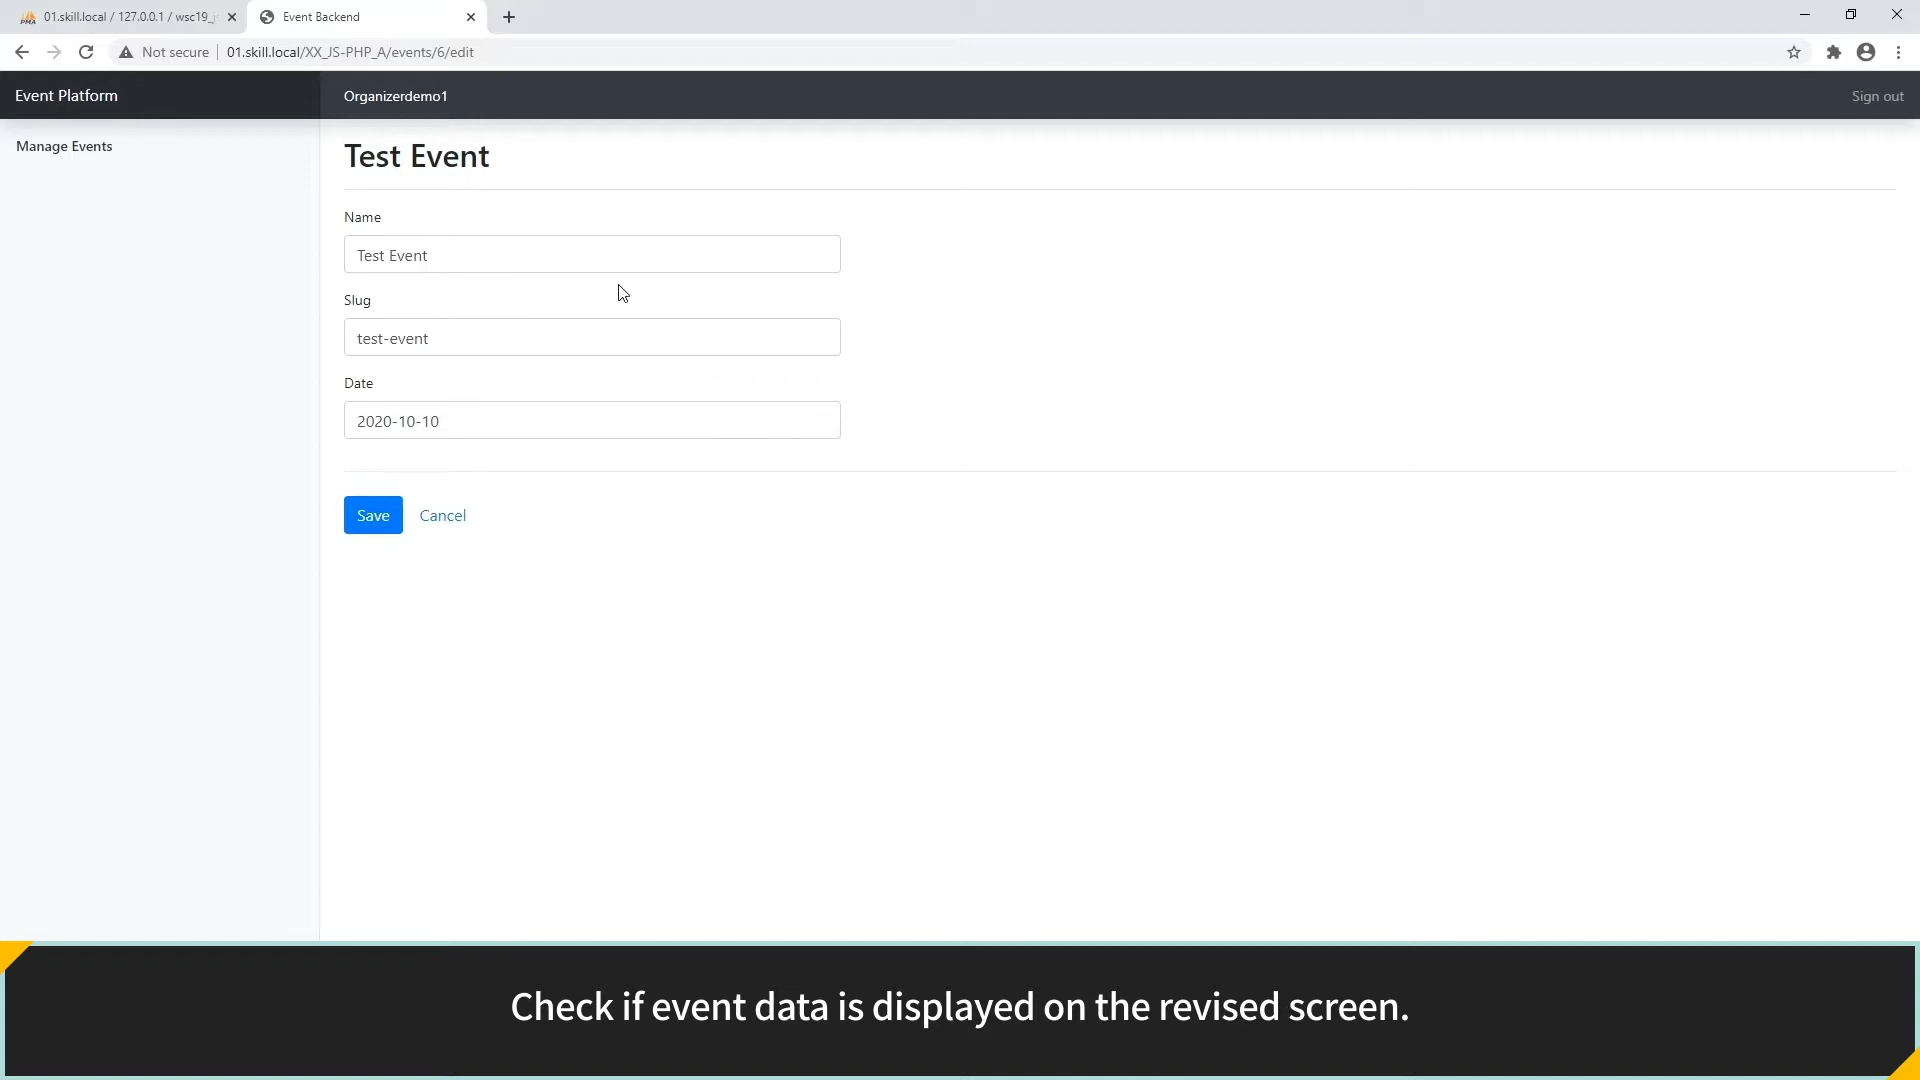 01.skill.local / 127.0.0.1 / wsc19_j
Event Backend
Not secure
01.skill.local/XX_JS-PHP_A/events/6/edit
Event Platform
Organizerdemo1
Sign out
Manage Events
Test Event
Name
Test Event
Slug
test-event
Date
2020-10-10
Save Cancel
Check if event data is displayed on the revised screen.